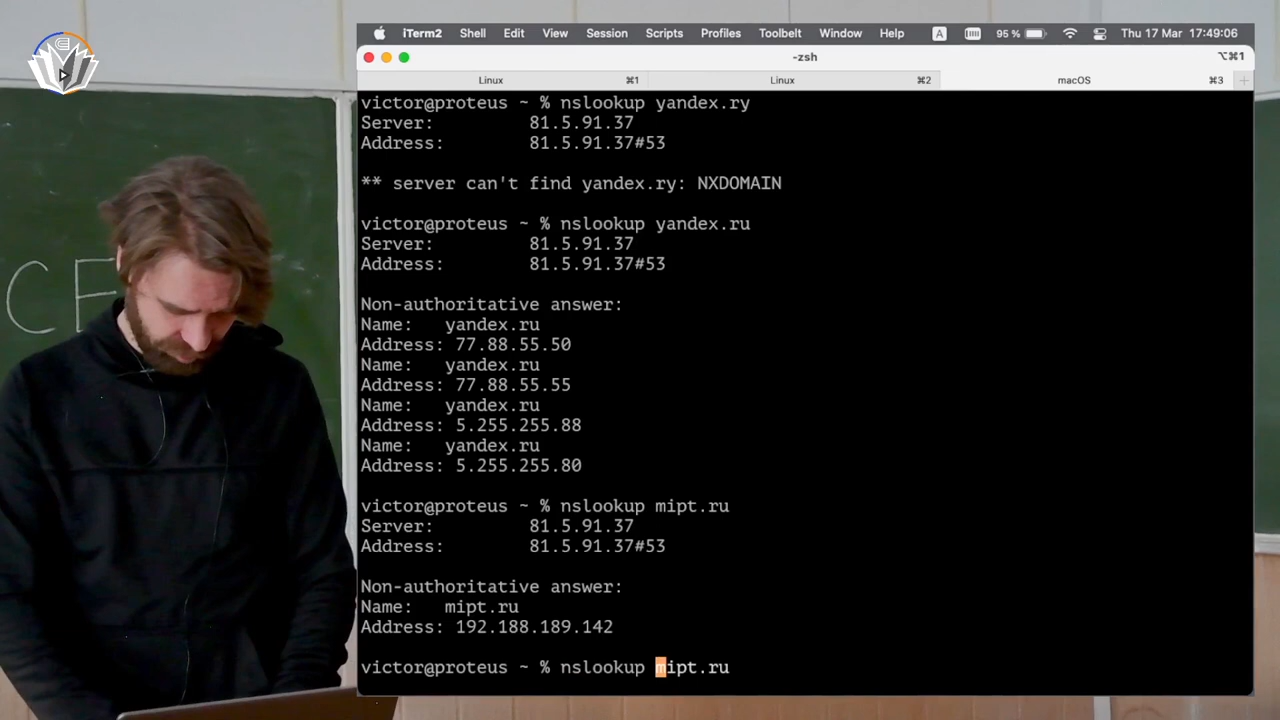 CE
iTerm2 Shell Edit View Session Scripts Profiles Toolbelt Window Help A 95 % Thu 17 Mar 17:49:06
-zsh ⌥⌘1
Linux ⌘1 Linux ⌘2 macOS ⌘3 +
victor@proteus ~ % nslookup yandex.ry
Server: 81.5.91.37
Address: 81.5.91.37#53
** server can't find yandex.ry: NXDOMAIN
victor@proteus ~ % nslookup yandex.ru
Server: 81.5.91.37
Address: 81.5.91.37#53
Non-authoritative answer:
Name: yandex.ru
Address: 77.88.55.50
Name: yandex.ru
Address: 77.88.55.55
Name: yandex.ru
Address: 5.255.255.88
Name: yandex.ru
Address: 5.255.255.80
victor@proteus ~ % nslookup mipt.ru
Server: 81.5.91.37
Address: 81.5.91.37#53
Non-authoritative answer:
Name: mipt.ru
Address: 192.188.189.142
victor@proteus ~ % nslookup mipt.ru